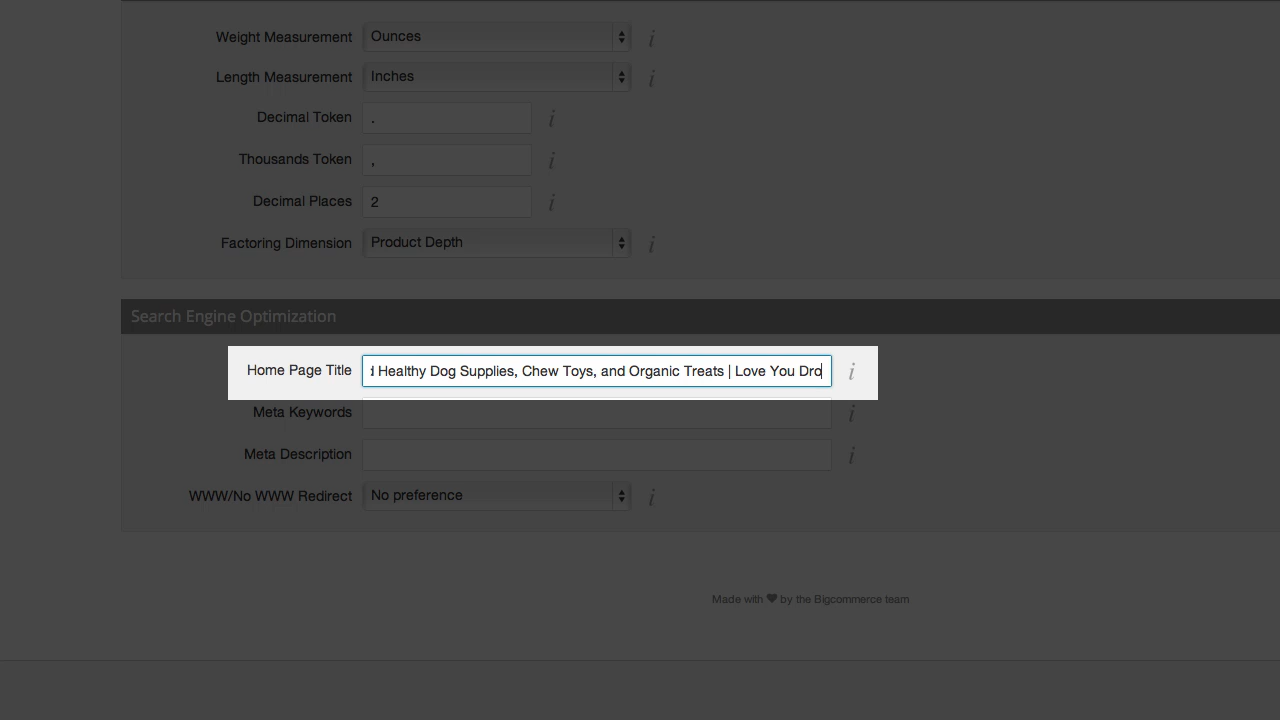 Weight Measurement Ounces i
Length Measurement Inches i
Decimal Token . i
Thousands Token , i
Decimal Places 2 i
Factoring Dimension Product Depth i
Search Engine Optimization
Home Page Title d Healthy Dog Supplies, Chew Toys, and Organic Treats | Love You Dro i
Meta Keywords i
Meta Description i
WWW/No WWW Redirect No preference i
Made with ♥ by the Bigcommerce team